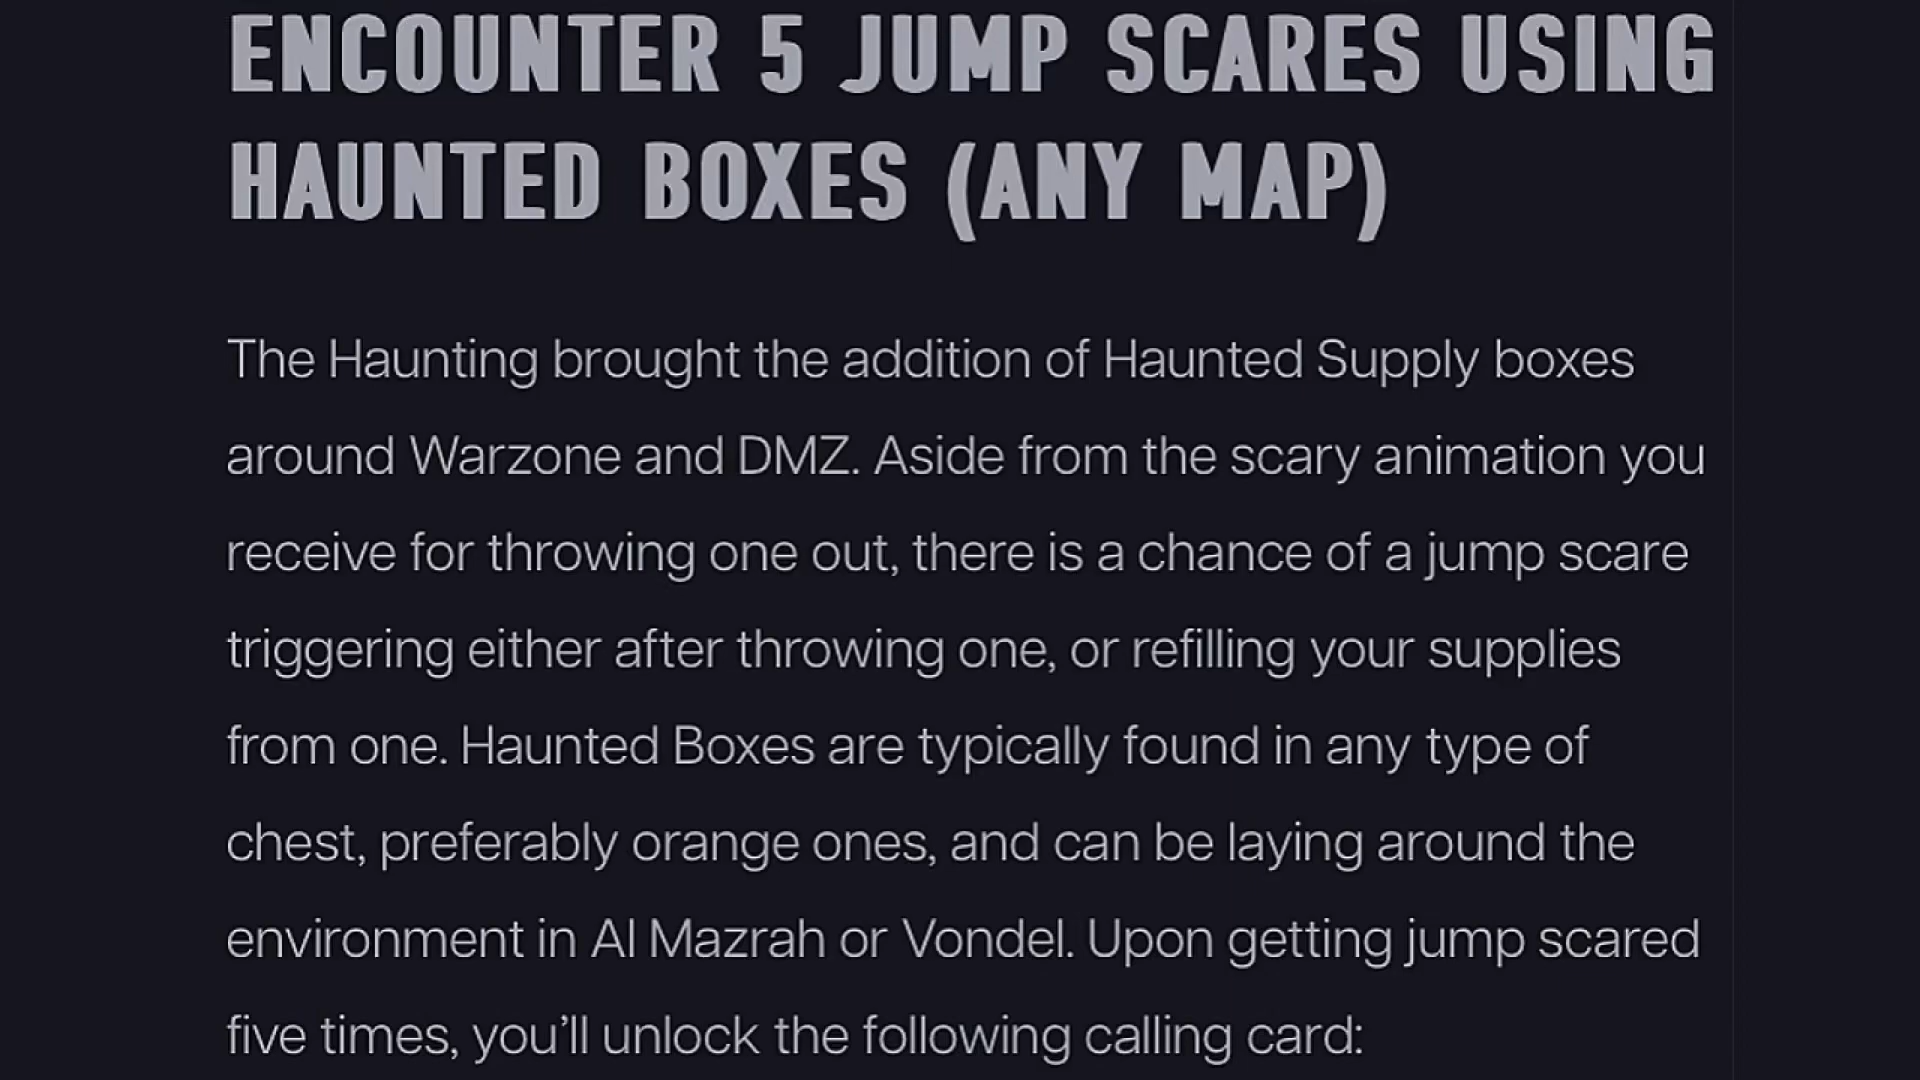 ENCOUNTER 5 JUMP SCARES USING
HAUNTED BOXES (ANY MAP)
The Haunting brought the addition of Haunted Supply boxes
around Warzone and DMZ. Aside from the scary animation you
receive for throwing one out, there is a chance of a jump scare
triggering either after throwing one, or refilling your supplies
from one. Haunted Boxes are typically found in any type of
chest, preferably orange ones, and can be laying around the
environment in Al Mazrah or Vondel. Upon getting jump scared
five times, you’ll unlock the following calling card: